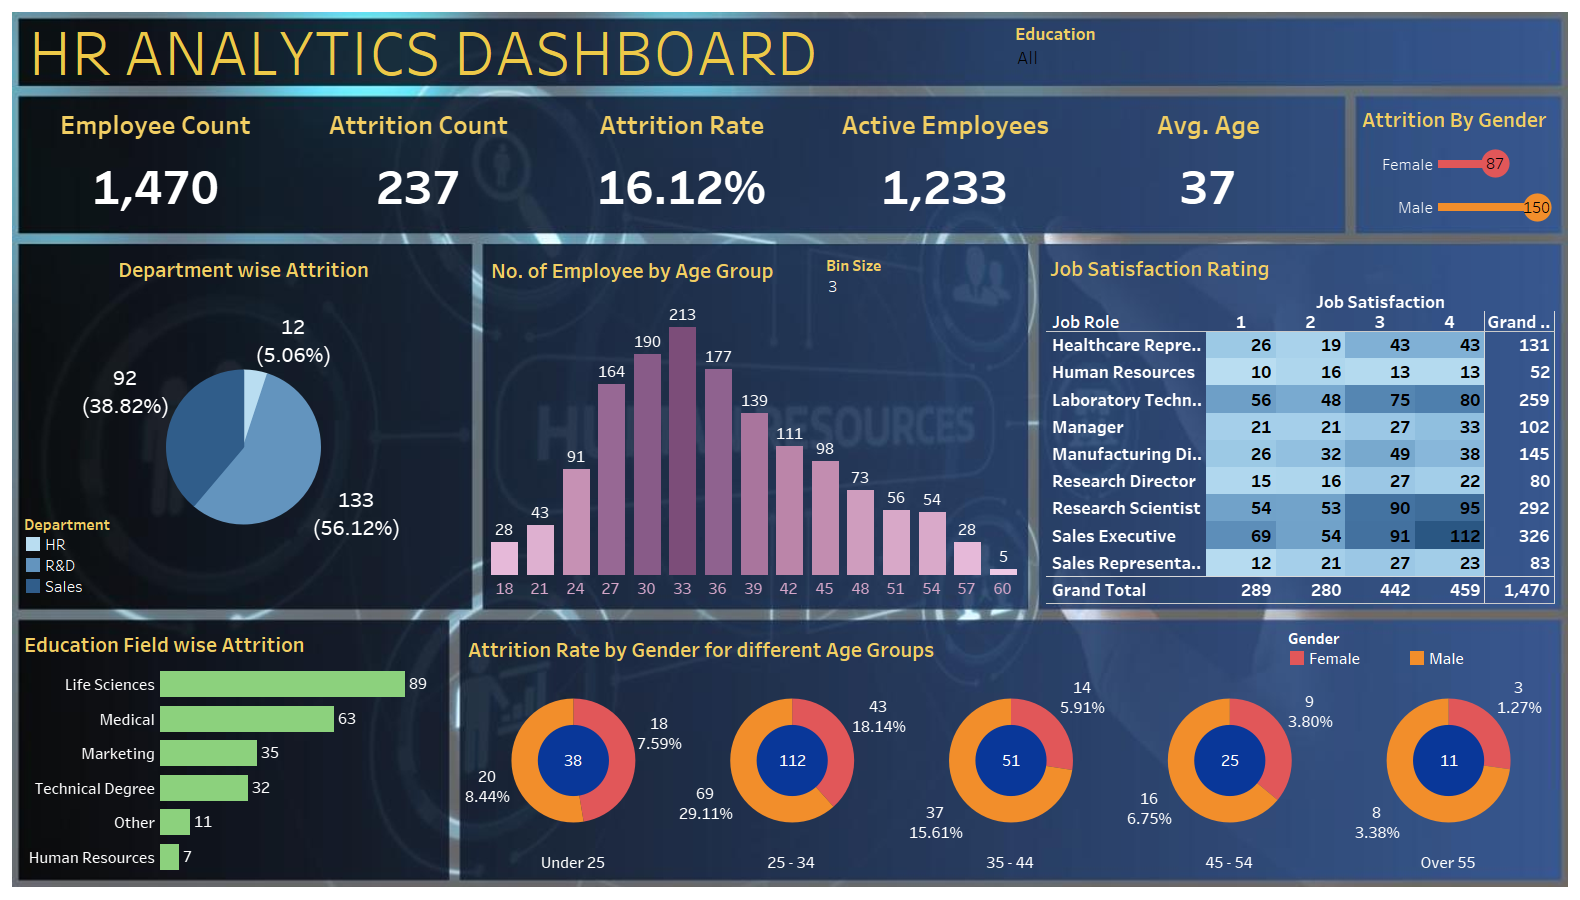 HR ANALYTICS DASHBOARD
Education
All
Employee Count
1,470
Attrition Count
237
Attrition Rate
16.12%
Active Employees
1,233
Avg. Age
37
Attrition By Gender
Female 87
Male 150
Department wise Attrition
12
(5.06%)
92
(38.82%)
133
(56.12%)
Department
HR
R&D
Sales
No. of Employee by Age Group
Bin Size
3
28 43 91 164 190 213 177 139 111 98 73 56 54 28 5
18 21 24 27 30 33 36 39 42 45 48 51 54 57 60
HUMAN RESOURCES
Job Satisfaction Rating
Job Satisfaction
Job Role 1 2 3 4 Grand ..
Healthcare Repre.. 26 19 43 43 131
Human Resources 10 16 13 13 52
Laboratory Techn.. 56 48 75 80 259
Manager 21 21 27 33 102
Manufacturing Di.. 26 32 49 38 145
Research Director 15 16 27 22 80
Research Scientist 54 53 90 95 292
Sales Executive 69 54 91 112 326
Sales Representa.. 12 21 27 23 83
Grand Total 289 280 442 459 1,470
Education Field wise Attrition
Life Sciences 89
Medical 63
Marketing 35
Technical Degree 32
Other 11
Human Resources 7
Attrition Rate by Gender for different Age Groups
Gender
Female Male
18
7.59%
38
20
8.44%
Under 25
43
18.14%
112
69
29.11%
25 - 34
14
5.91%
51
37
15.61%
35 - 44
9
3.80%
25
16
6.75%
45 - 54
3
1.27%
11
8
3.38%
Over 55